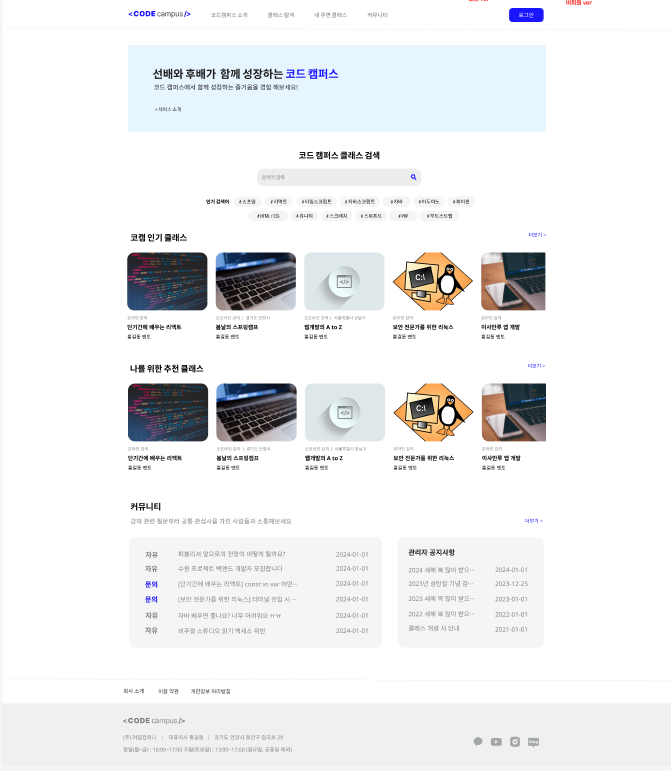 비회원 ver
<CODE campus/> 코드캠퍼스 소개 클래스 탐색 내 주변 클래스 커뮤니티 로그인
선배와 후배가 함께 성장하는 코드 캠퍼스
코드 캠퍼스에서 함께 성장하는 즐거움을 경험 해보세요!
> 서비스 소개
코드 캠퍼스 클래스 검색
검색어 입력
인기 검색어 # 스프링 # 리액트 # 타입스크립트 # 자바스크립트 # 자바 # 아두이노 # 파이썬
# HTML / CSS # 유니티 # 스크래치 # 스위프트 # PHP # 부트스트랩
코캠 인기 클래스 더보기 >
온라인 강의 오프라인 강의 | 경기도 안양시 오프라인 강의 | 서울특별시 강남구 온라인 강의 온라인 강의
단기간에 배우는 리액트 봄날의 스프링캠프 웹개발의 A to Z 보안 전문가를 위한 리눅스 이사만루 앱 개발
홍길동 멘토 홍길동 멘토 홍길동 멘토 홍길동 멘토 홍길동 멘토
나를 위한 추천 클래스 더보기 >
온라인 강의 오프라인 강의 | 경기도 안양시 오프라인 강의 | 서울특별시 강남구 온라인 강의 온라인 강의
단기간에 배우는 리액트 봄날의 스프링캠프 웹개발의 A to Z 보안 전문가를 위한 리눅스 이사만루 앱 개발
홍길동 멘토 홍길동 멘토 홍길동 멘토 홍길동 멘토 홍길동 멘토
커뮤니티
강의 관련 질문부터 공통 관심사를 가진 사람들과 소통해보세요 더보기 >
자유 퍼블리셔 앞으로의 전망이 어떻게 될까요? 2024-01-01
자유 수원 프로젝트 백엔드 개발자 모집합니다 2024-01-01
문의 [단기간에 배우는 리액트] const vs var 어떤… 2024-01-01
문의 [보안 전문가를 위한 리눅스] 터미널 진입 시 … 2024-01-01
자유 자바 배우면 좋나요? 너무 어려워요 ㅠㅠ 2024-01-01
자유 비주얼 스튜디오 읽기 액세스 위반 2024-01-01
관리자 공지사항
2024 새해 복 많이 받으… 2024-01-01
2023년 성탄절 기념 감… 2023-12-25
2023 새해 복 많이 받으… 2023-01-01
2022 새해 복 많이 받으… 2022-01-01
클래스 개설 시 안내 2021-01-01
회사 소개 이용 약관 개인정보 처리방침
<CODE campus/>
대표이사 홍길동 |
평일(월~금) : 10:00~17:00 주말(토요일) : 13:00~17:00 (일요일, 공휴일 제외)